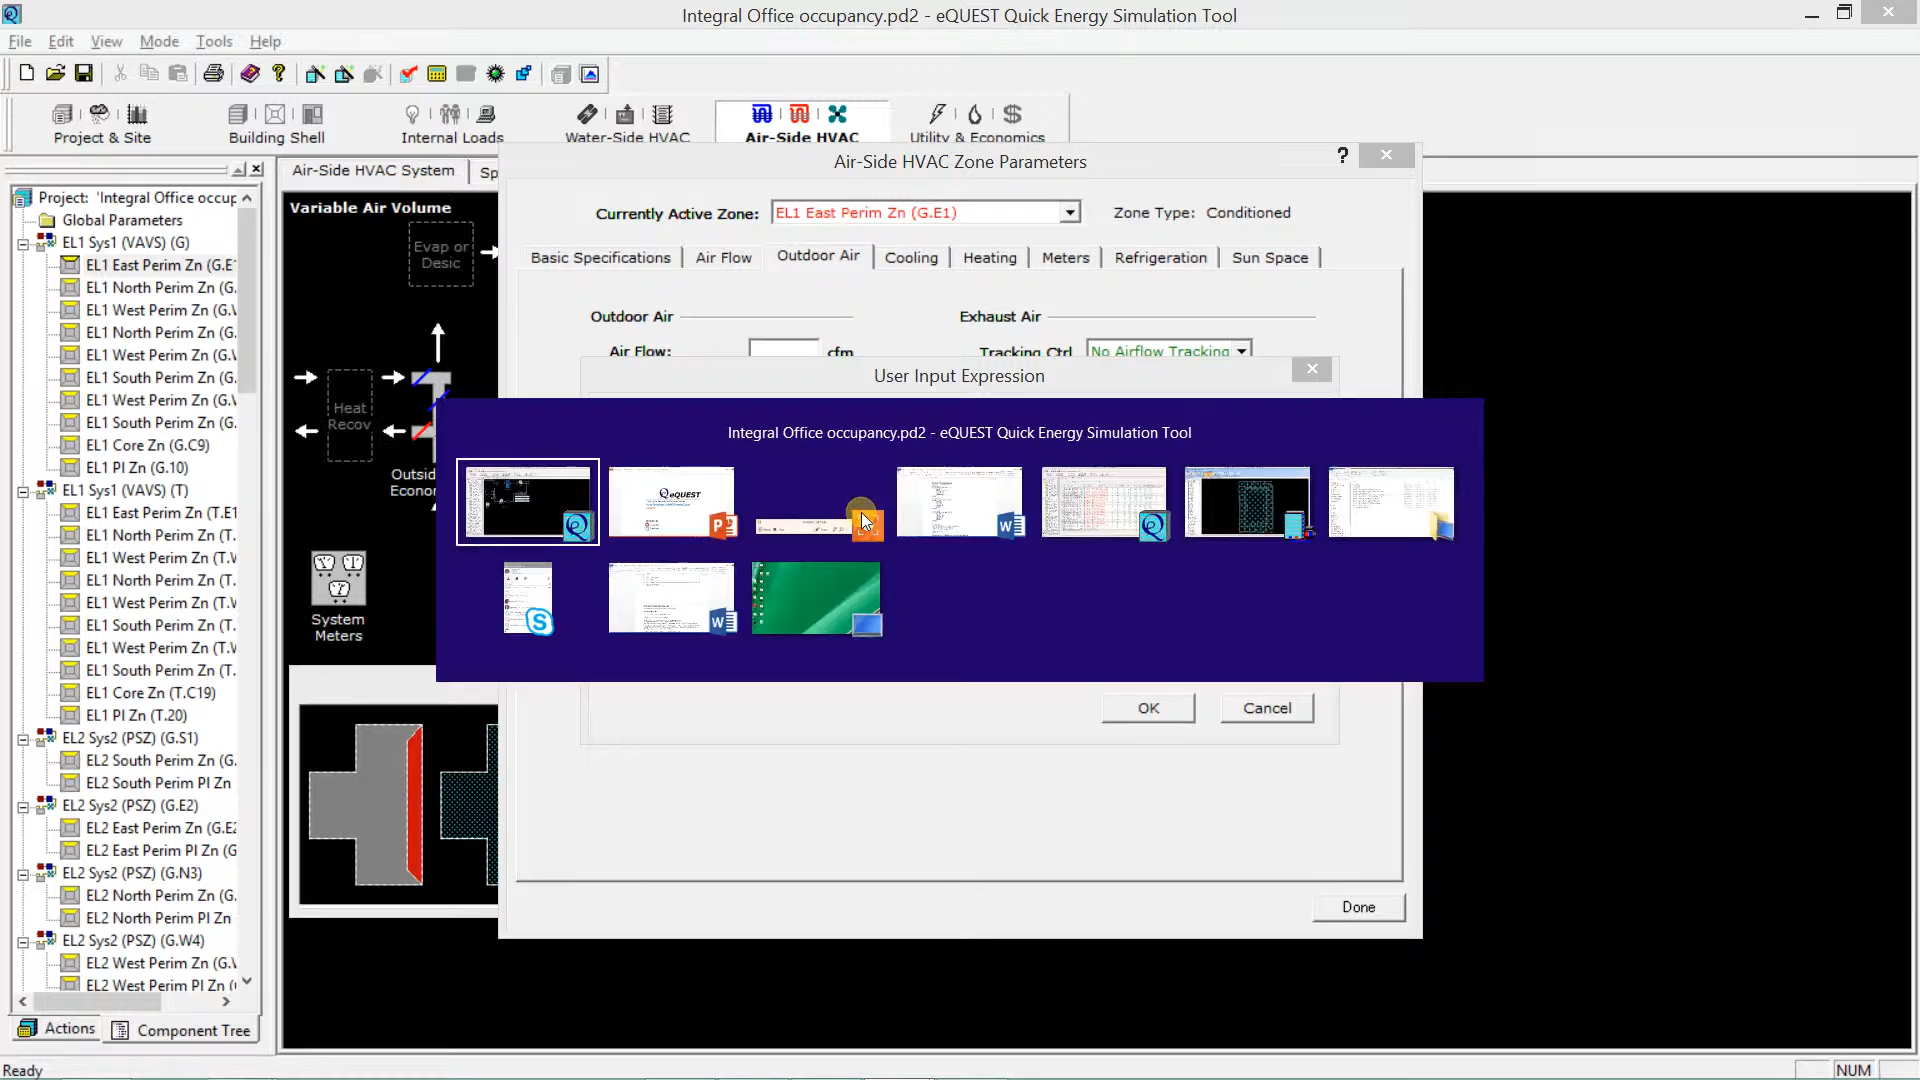 Integral Office occupancy.pd2 - eQUEST Quick Energy Simulation Tool
File Edit View Mode Tools Help
Project & Site
Building Shell
Internal Loads
Water-Side HVAC
Air-Side HVAC
Utility & Economics
Project: 'Integral Office occup
Global Parameters
EL1 Sys1 (VAVS) (G)
EL1 East Perim Zn (G.E
EL1 North Perim Zn (G.
EL1 West Perim Zn (G.
EL1 North Perim Zn (G.
EL1 West Perim Zn (G.
EL1 South Perim Zn (G.
EL1 West Perim Zn (G.
EL1 South Perim Zn (G.
EL1 Core Zn (G.C9)
EL1 Pl Zn (G.10)
EL1 Sys1 (VAVS) (T)
EL1 East Perim Zn (T.E1
EL1 North Perim Zn (T.
EL1 West Perim Zn (T.
EL1 North Perim Zn (T.
EL1 West Perim Zn (T.
EL1 South Perim Zn (T.
EL1 West Perim Zn (T.
EL1 South Perim Zn (T.
EL1 Core Zn (T.C19)
EL1 Pl Zn (T.20)
EL2 Sys2 (PSZ) (G.S1)
EL2 South Perim Zn (G.
EL2 South Perim Pl Zn
EL2 Sys2 (PSZ) (G.E2)
EL2 East Perim Zn (G.E
EL2 East Perim Pl Zn (G
EL2 Sys2 (PSZ) (G.N3)
EL2 North Perim Zn (G.
EL2 North Perim Pl Zn
EL2 Sys2 (PSZ) (G.W4)
EL2 West Perim Zn (G.
EL2 West Perim Pl Zn (
Actions
Component Tree
Ready
NUM
Air-Side HVAC System
Sp
Variable Air Volume
Evap or
Desic
Heat
Recov
Outsid
Econo
System
Meters
Air-Side HVAC Zone Parameters
?
Currently Active Zone: EL1 East Perim Zn (G.E1)
Zone Type: Conditioned
Basic Specifications
Air Flow
Outdoor Air
Cooling
Heating
Meters
Refrigeration
Sun Space
Outdoor Air
Exhaust Air
Air Flow: cfm
Tracking Ctrl No Airflow Tracking
User Input Expression
Integral Office occupancy.pd2 - eQUEST Quick Energy Simulation Tool
eQUEST
OK
Cancel
Done